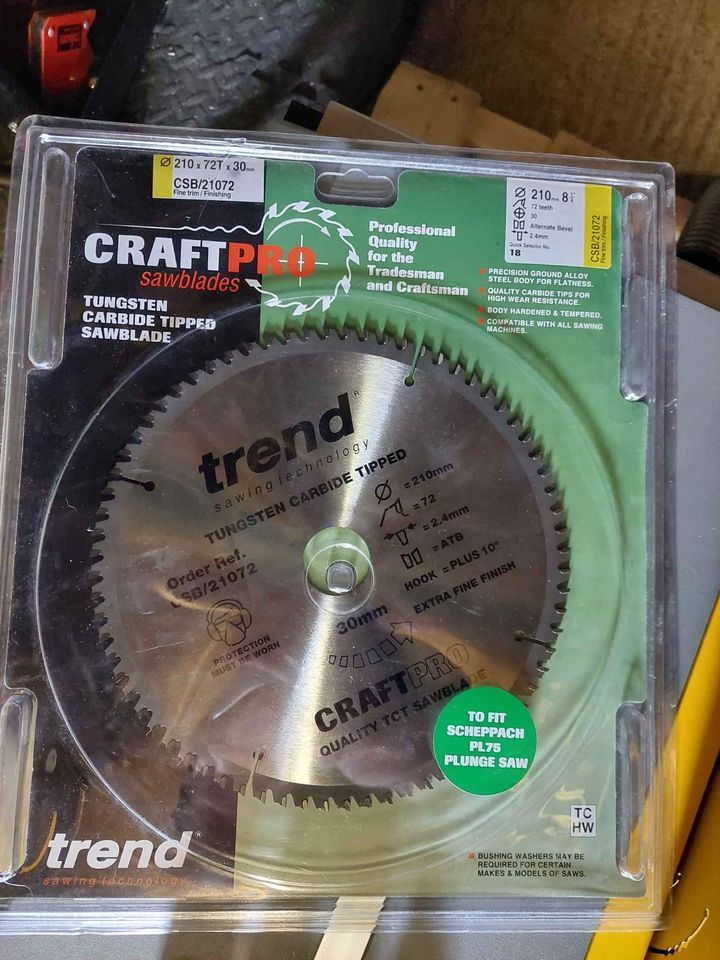 Ø 210 x 72T x 30mm
CSB/21072
Fine trim / Finishing
CRAFTPRO
sawblades
TUNGSTEN
CARBIDE TIPPED
SAWBLADE
Professional
Quality
for the
Tradesman
and Craftsman
210mm 8¼"
72 teeth
30
Alternate Bevel
2.4mm
Quick Selector No.
18
CSB/21072
Fine trim / Finishing
PRECISION GROUND ALLOY
STEEL BODY FOR FLATNESS.
QUALITY CARBIDE TIPS FOR
HIGH WEAR RESISTANCE.
BODY HARDENED & TEMPERED.
COMPATIBLE WITH ALL SAWING
MACHINES.
trend®
sawing technology
TUNGSTEN CARBIDE TIPPED
Ø = 210mm
= 72
= 2.4mm
= ATB
HOOK = PLUS 10°
EXTRA FINE FINISH
Order Ref.
CSB/21072
PROTECTION
MUST BE WORN
30mm
CRAFTPRO
QUALITY TCT SAWBLADE
TO FIT
SCHEPPACH
PL75
PLUNGE SAW
TC
HW
trend®
sawing technology
BUSHING WASHERS MAY BE
REQUIRED FOR CERTAIN
MAKES & MODELS OF SAWS.